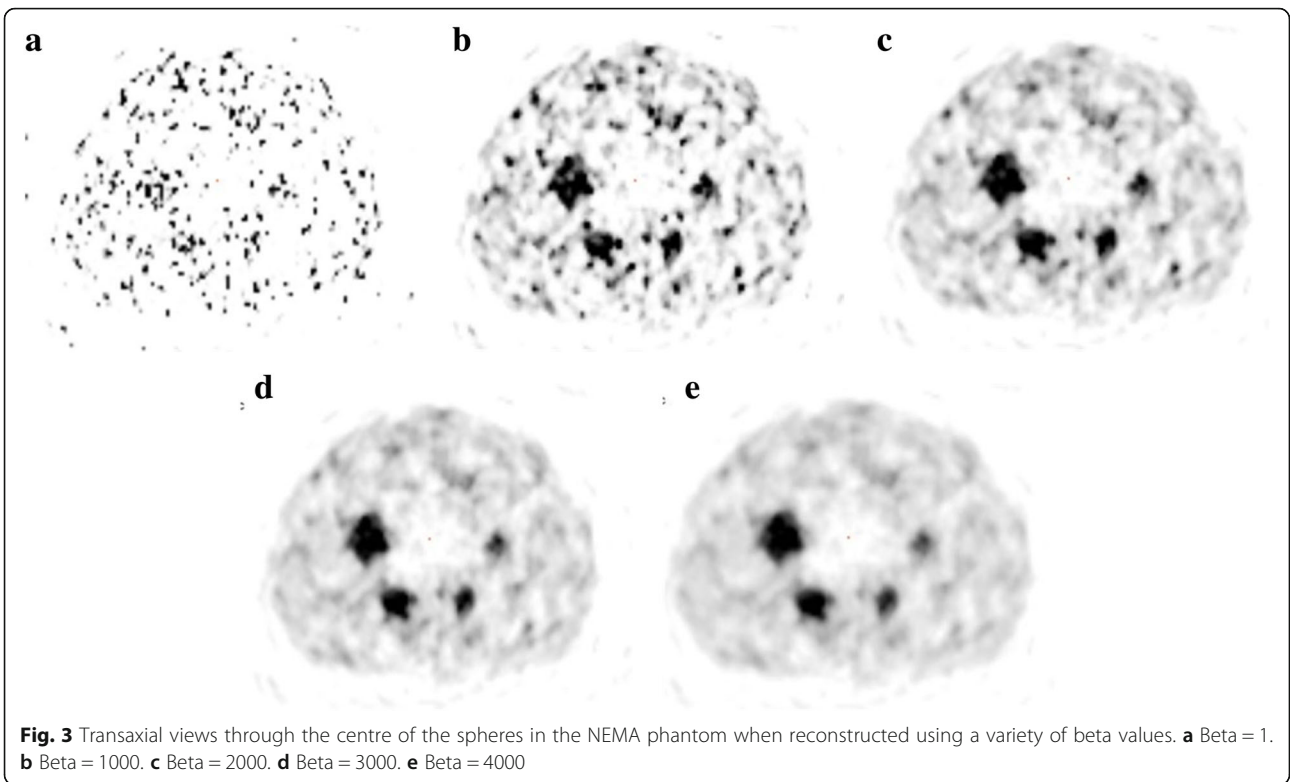 a
b
c
d
e
Fig. 3 Transaxial views through the centre of the spheres in the NEMA phantom when reconstructed using a variety of beta values. a Beta = 1.
b Beta = 1000. c Beta = 2000. d Beta = 3000. e Beta = 4000